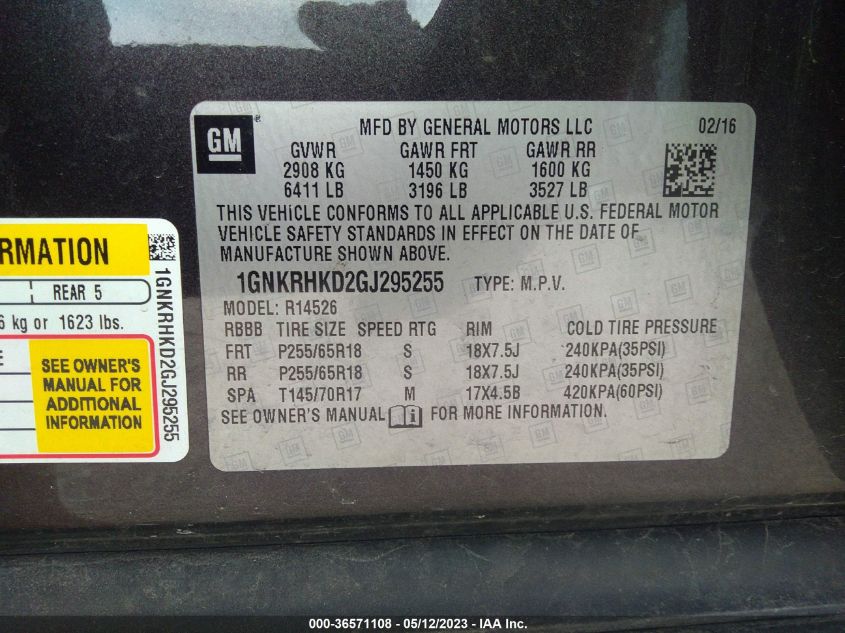 GM
®
MFD BY GENERAL MOTORS LLC 02/16
GVWR GAWR FRT GAWR RR
2908 KG 1450 KG 1600 KG
6411 LB 3196 LB 3527 LB
THIS VEHICLE CONFORMS TO ALL APPLICABLE U.S. FEDERAL MOTOR
VEHICLE SAFETY STANDARDS IN EFFECT ON THE DATE OF
MANUFACTURE SHOWN ABOVE.
1GNKRHKD2GJ295255 TYPE: M.P.V.
MODEL: R14526
RBBB TIRE SIZE SPEED RTG RIM COLD TIRE PRESSURE
FRT P255/65R18 S 18X7.5J 240KPA(35PSI)
RR P255/65R18 S 18X7.5J 240KPA(35PSI)
SPA T145/70R17 M 17X4.5B 420KPA(60PSI)
SEE OWNER'S MANUAL FOR MORE INFORMATION.
RMATION
REAR 5
6 kg or 1623 lbs.
SEE OWNER'S
MANUAL FOR
ADDITIONAL
INFORMATION
1GNKRHKD2GJ295255
000-36571108 - 05/12/2023 - IAA Inc.